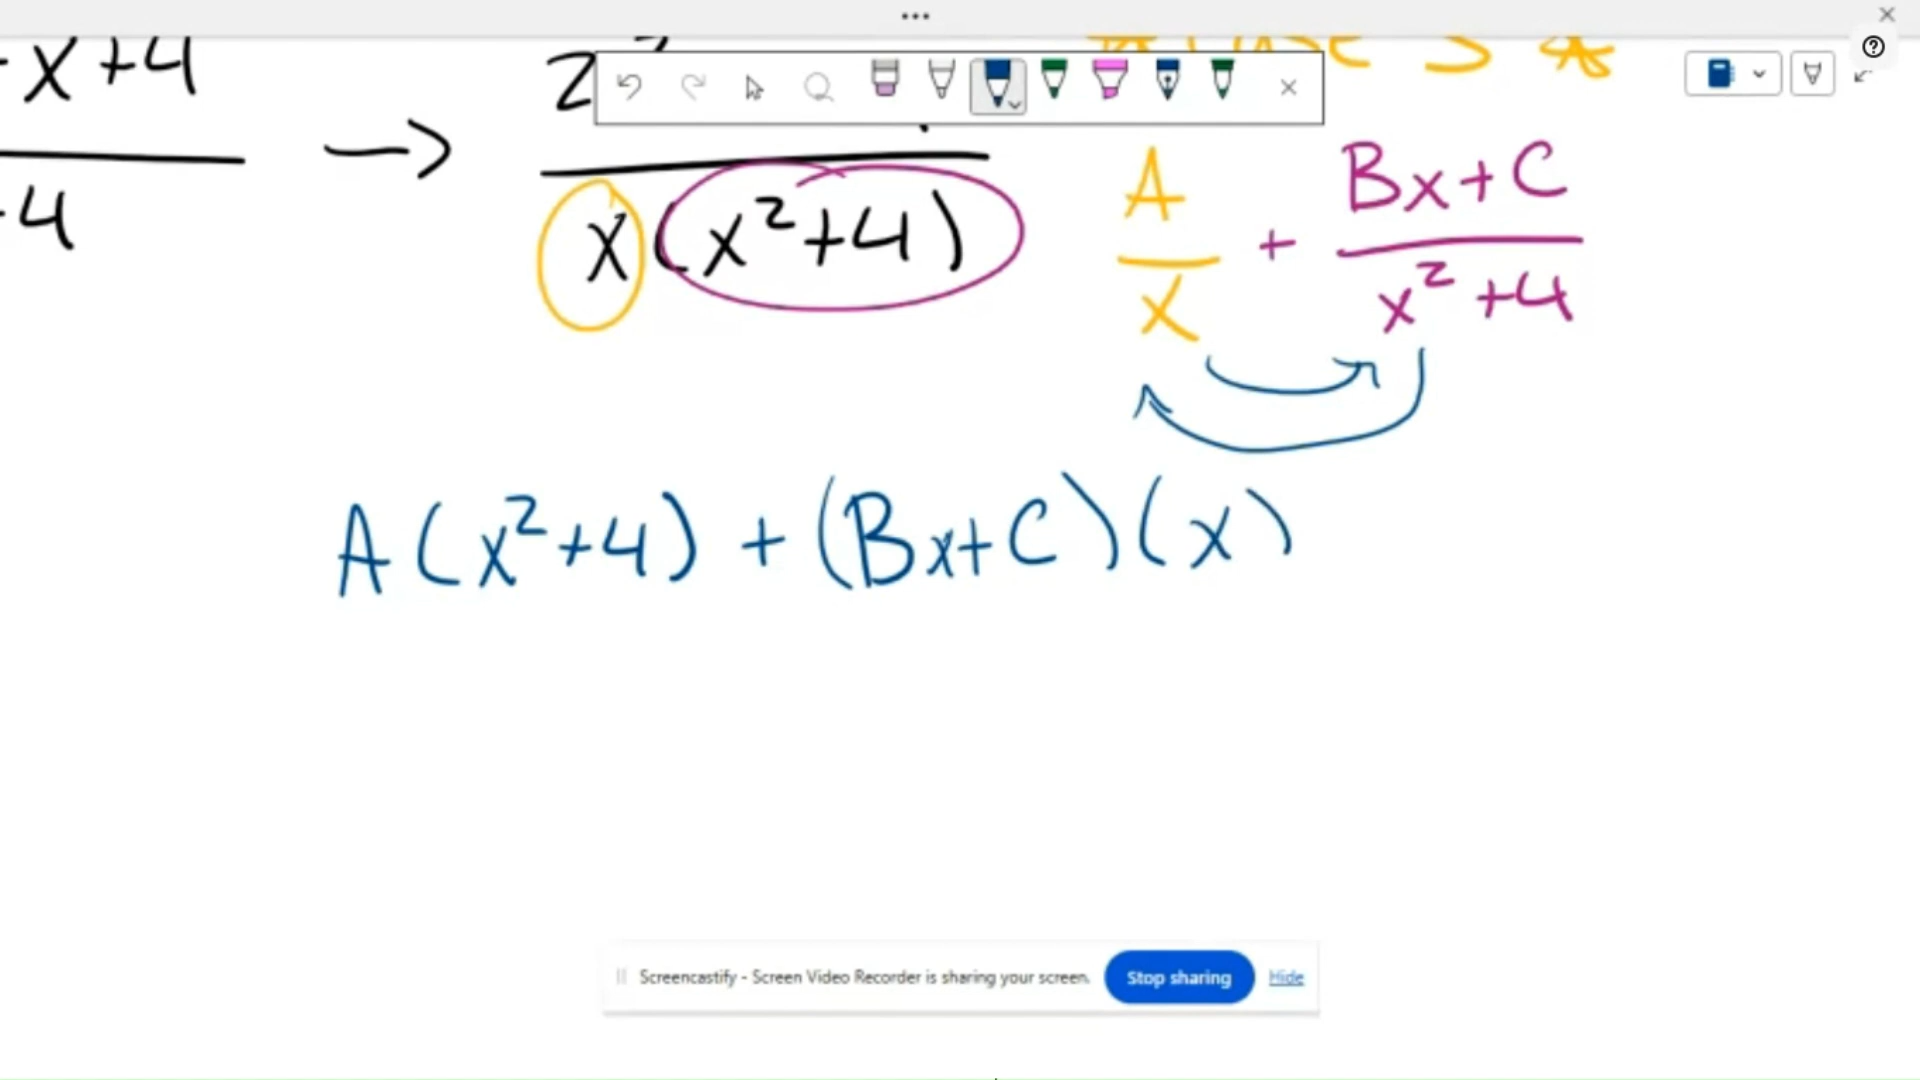 x+4
4
→
2
x(x²+4)
A/x + Bx+C/x²+4
A(x²+4) + (Bx+C)(x)
Screencastify - Screen Video Recorder is sharing your screen.
Stop sharing
Hide